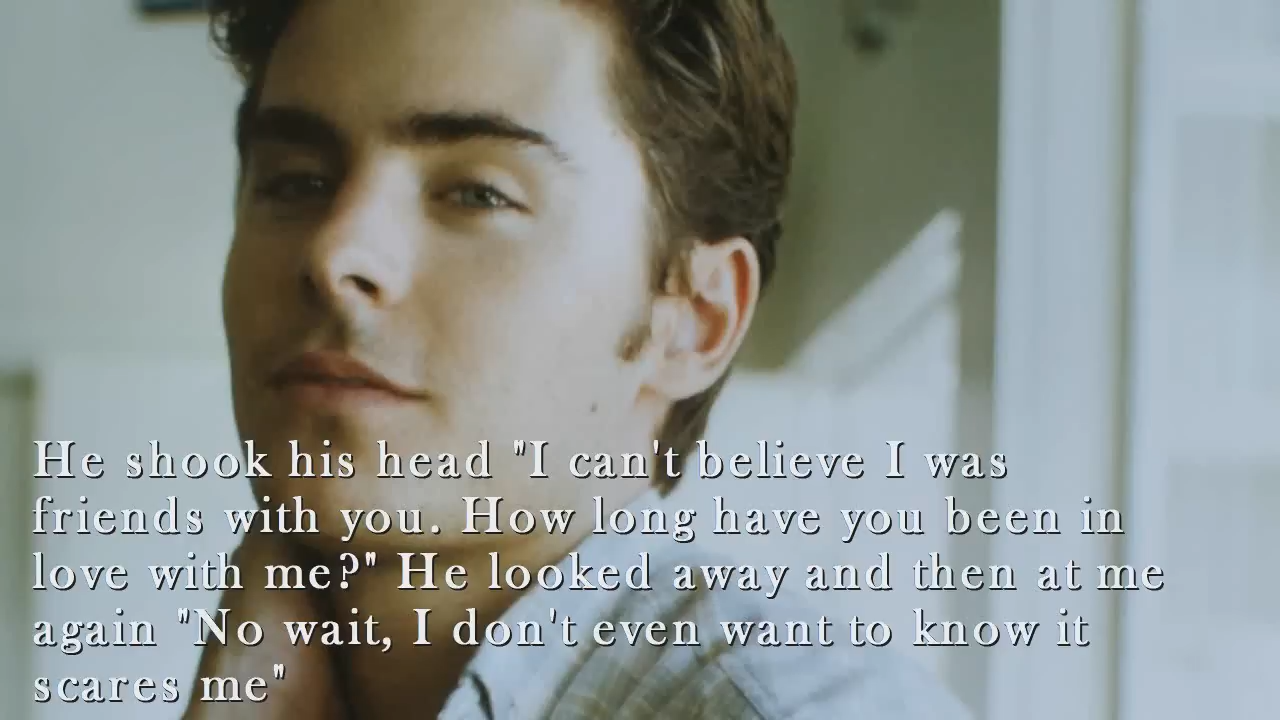 He shook his head "I can't believe I was
friends with you. How long have you been in
love with me?" He looked away and then at me
again "No wait, I don't even want to know it
scares me"